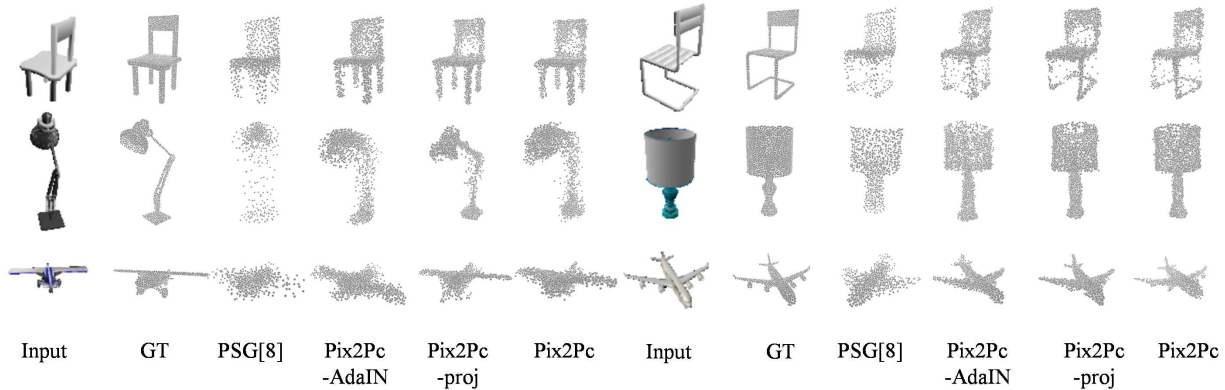 Input GT PSG[8] Pix2Pc Pix2Pc Pix2Pc Input GT PSG[8] Pix2Pc Pix2Pc Pix2Pc
-AdaIN -proj -AdaIN -proj